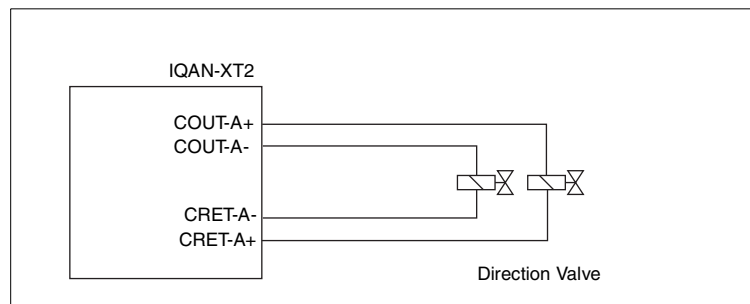 IQAN-XT2
COUT-A+
COUT-A-
CRET-A-
CRET-A+
Direction Valve